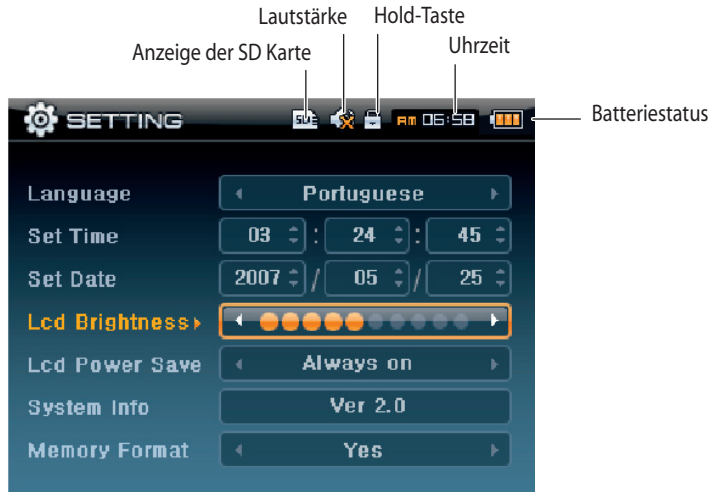 Lautstärke Hold-Taste
Anzeige der SD Karte Uhrzeit
SETTING AM 06:58 Batteriestatus
Language Portuguese
Set Time 03 : 24 : 45
Set Date 2007 / 05 / 25
Lcd Brightness
Lcd Power Save Always on
System Info Ver 2.0
Memory Format Yes